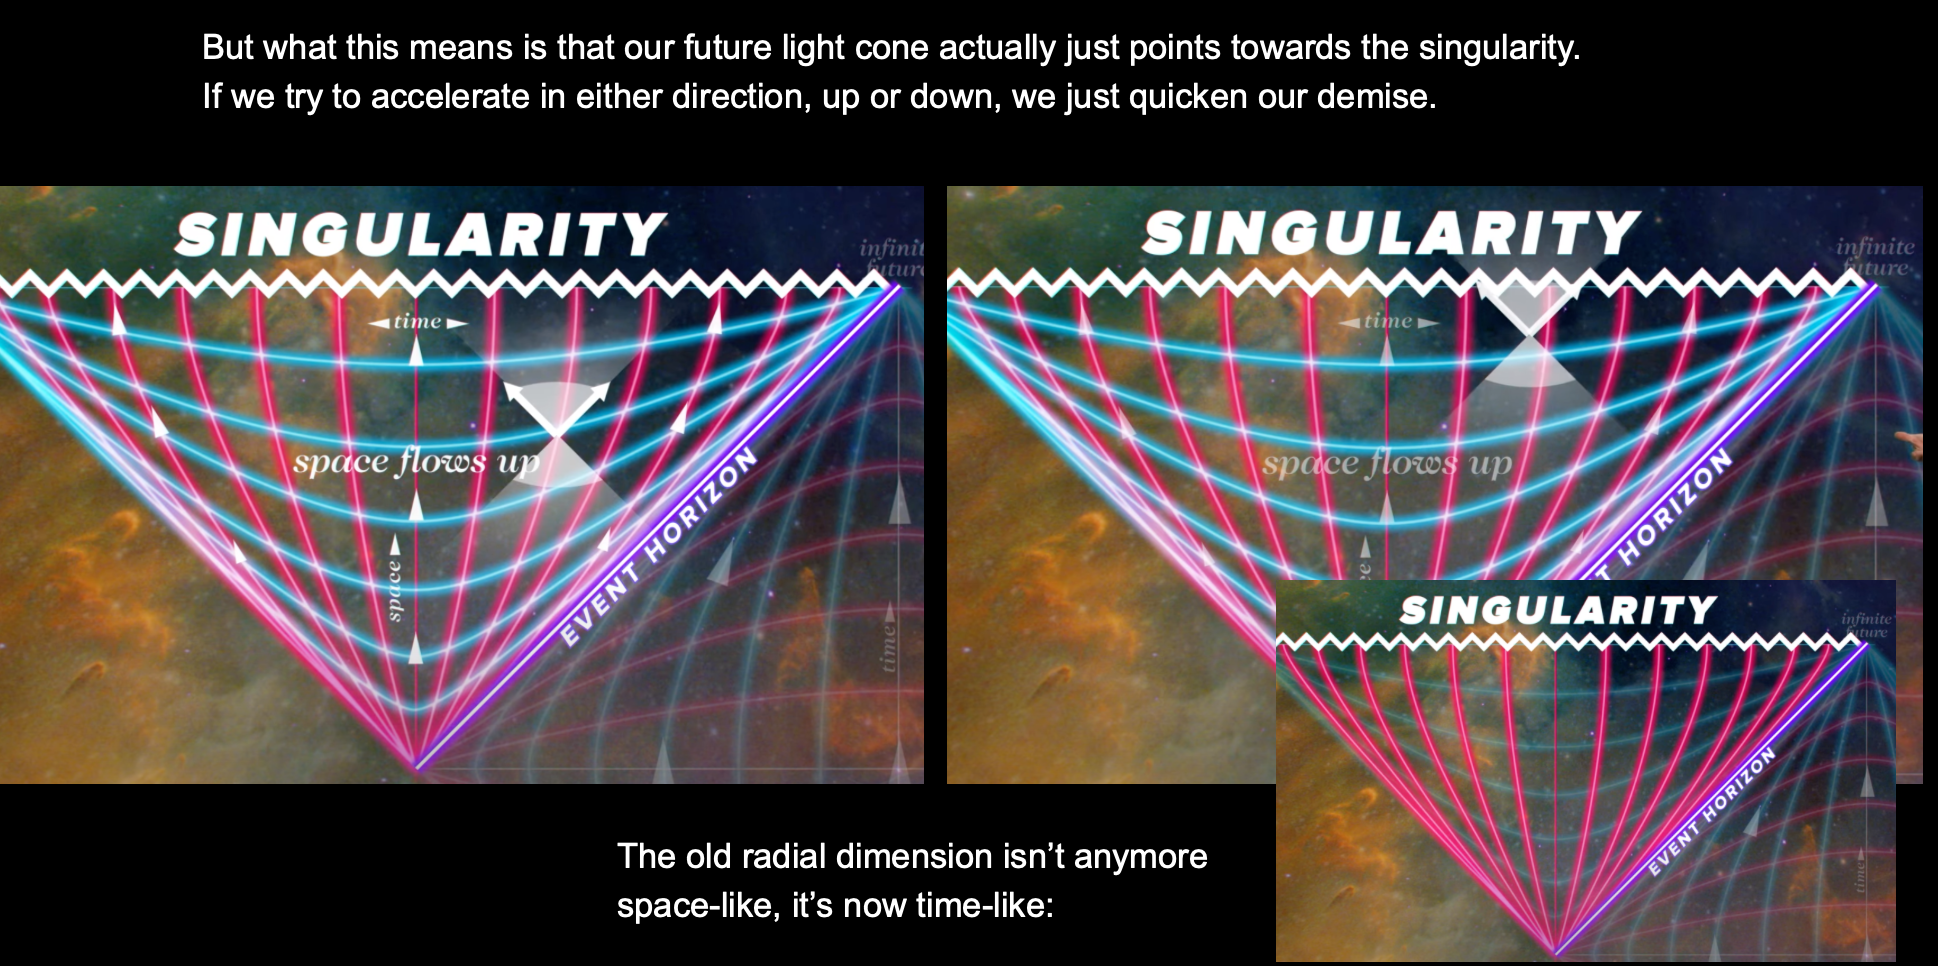 But what this means is that our future light cone actually just points towards the singularity.
If we try to accelerate in either direction, up or down, we just quicken our demise.
SINGULARITY
infinit
future
time
space flows up
space
EVENT HORIZON
time
SINGULARITY
infinite
future
time
space flows up
ce
T HORIZON
SINGULARITY
infinite
future
EVENT HORIZON
time
The old radial dimension isn’t anymore
space-like, it’s now time-like: